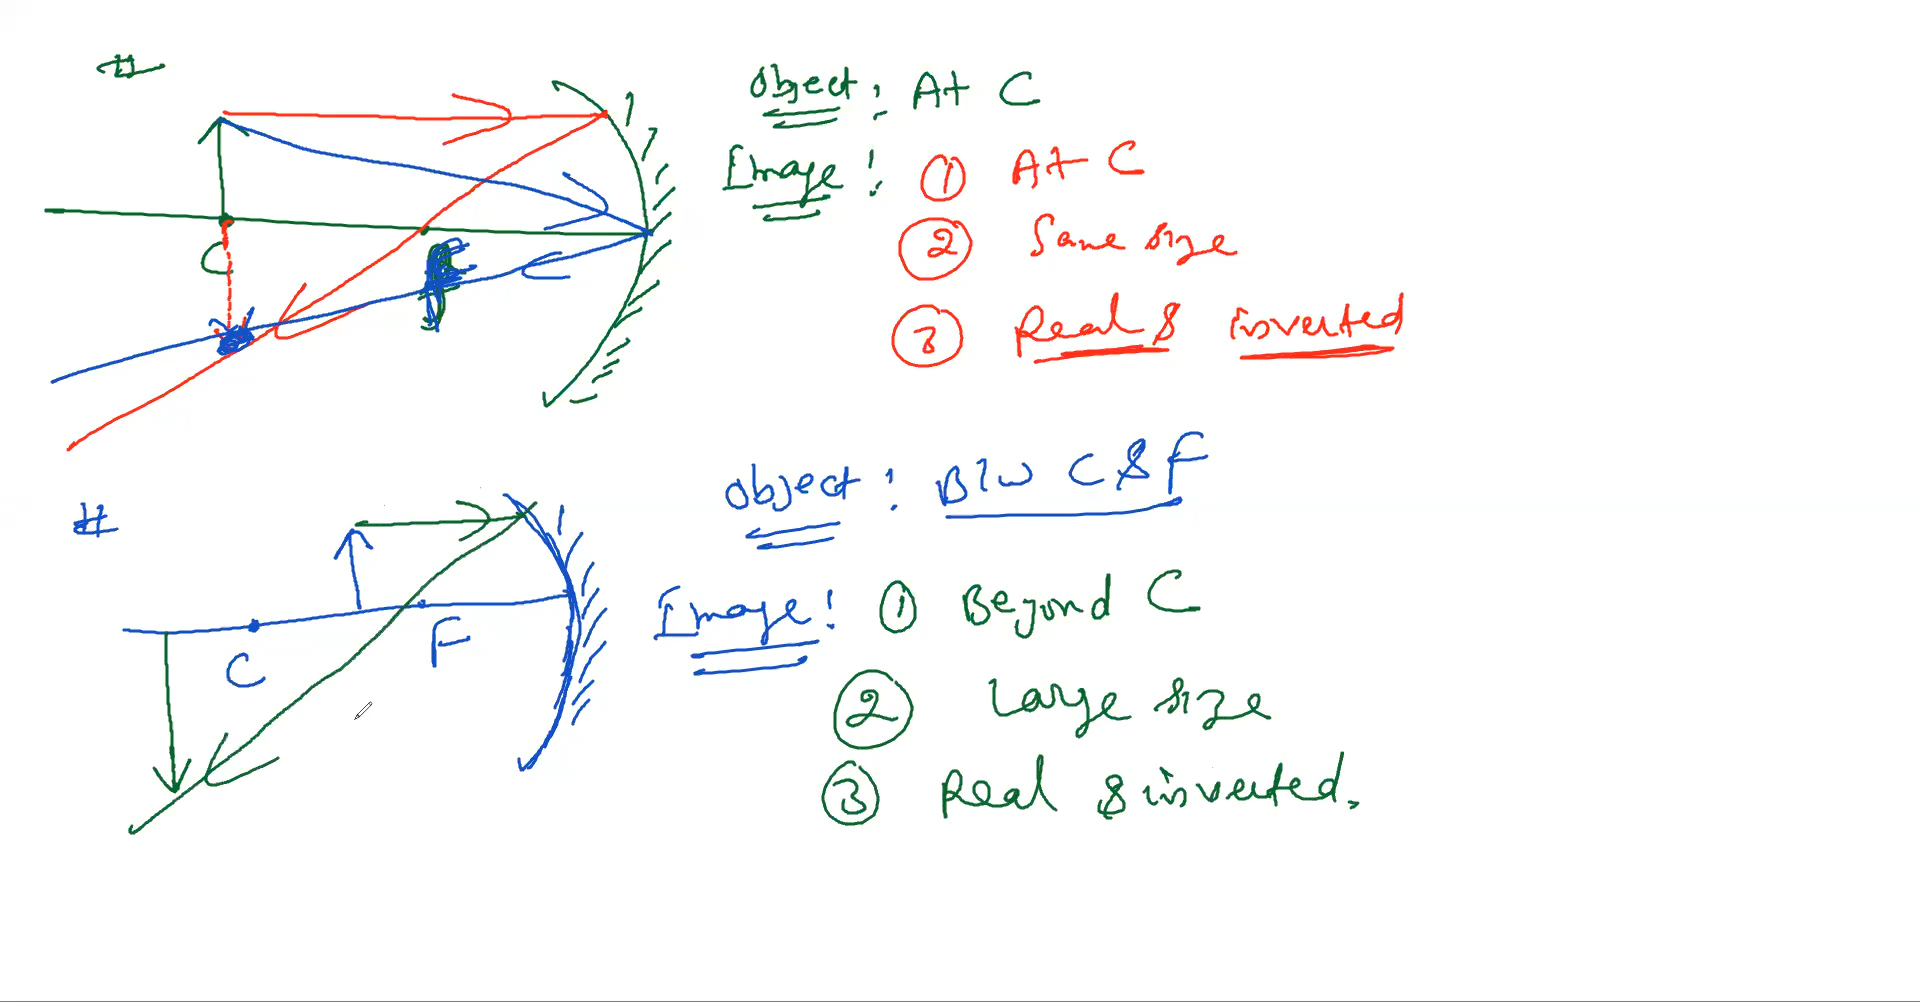 #
Object : At C
Image : ① At C
② Same size
③ Real & inverted
C
#
Object : B/w C & F
Image : ① Beyond C
② Large size
③ Real & inverted.
C
F